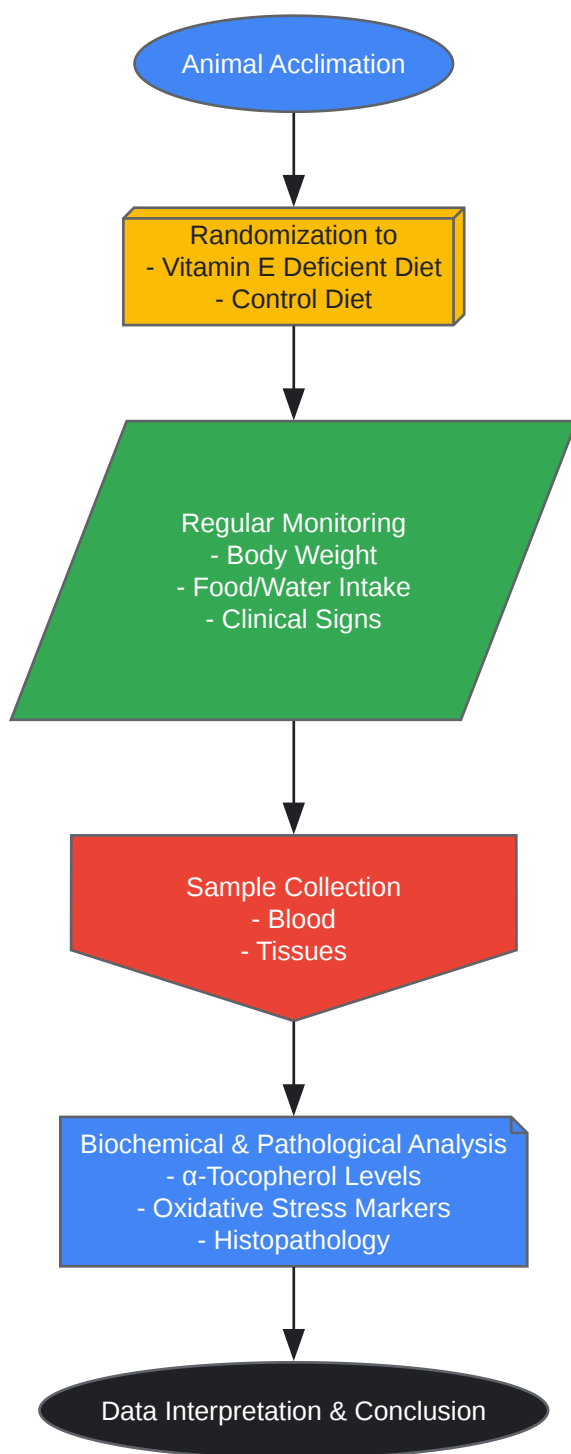 Animal Acclimation
Randomization to
- Vitamin E Deficient Diet
- Control Diet
Regular Monitoring
- Body Weight
- Food/Water Intake
- Clinical Signs
Sample Collection
- Blood
- Tissues
Biochemical & Pathological Analysis
- α-Tocopherol Levels
- Oxidative Stress Markers
- Histopathology
Data Interpretation & Conclusion